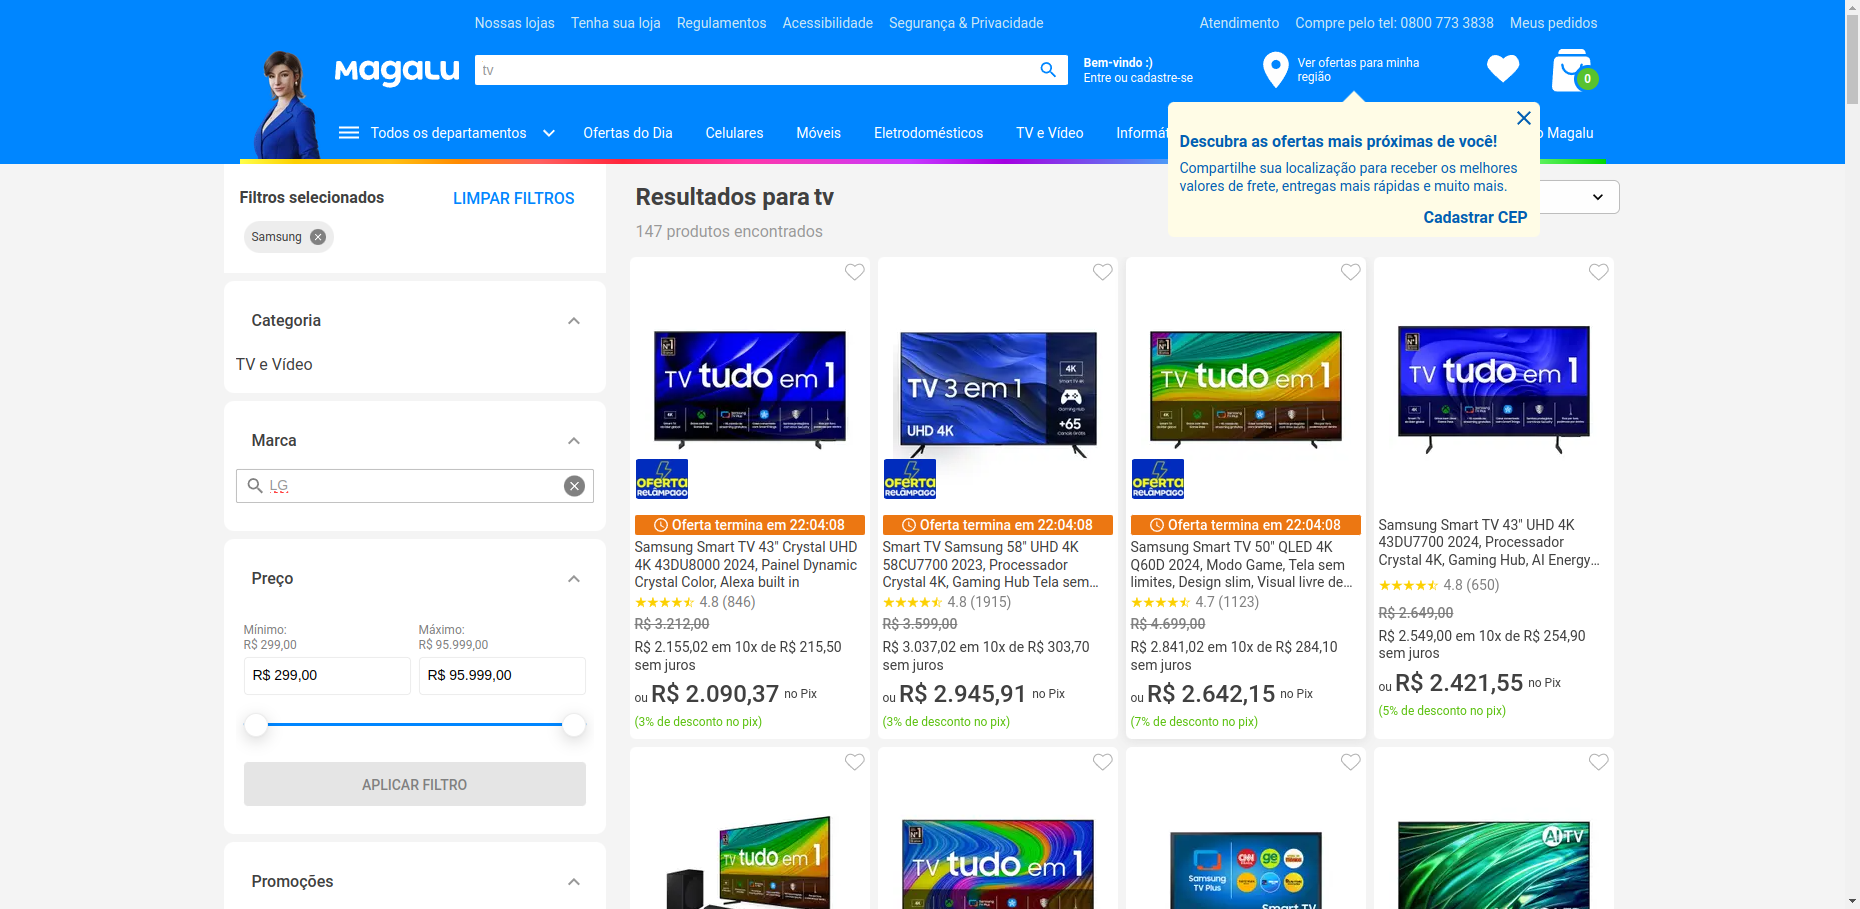 Nossas lojas Tenha sua loja Regulamentos Acessibilidade Segurança & Privacidade Atendimento Compre pelo tel: 0800 773 3838 Meus pedidos
Magalu
tv
Bem-vindo :)
Entre ou cadastre-se
Ver ofertas para minha
região
0
Todos os departamentos Ofertas do Dia Celulares Móveis Eletrodomésticos TV e Vídeo Informát Magalu
Descubra as ofertas mais próximas de você!
Compartilhe sua localização para receber os melhores
valores de frete, entregas mais rápidas e muito mais.
Cadastrar CEP
Filtros selecionados LIMPAR FILTROS
Samsung
Categoria
TV e Vídeo
Marca
LG
Preço
Mínimo:
R$ 299,00
Máximo:
R$ 95.999,00
R$ 299,00
R$ 95.999,00
APLICAR FILTRO
Promoções
Resultados para tv
147 produtos encontrados
TV tudo em 1
OFERTA
RELÂMPAGO
Oferta termina em 22:04:08
Samsung Smart TV 43" Crystal UHD
4K 43DU8000 2024, Painel Dynamic
Crystal Color, Alexa built in
4.8 (846)
R$ 3.212,00
R$ 2.155,02 em 10x de R$ 215,50
sem juros
ou R$ 2.090,37 no Pix
(3% de desconto no pix)
TV 3 em 1
4K
Gaming Hub
+65
Canais Grátis
UHD 4K
OFERTA
RELÂMPAGO
Oferta termina em 22:04:08
Smart TV Samsung 58" UHD 4K
58CU7700 2023, Processador
Crystal 4K, Gaming Hub Tela sem...
4.8 (1915)
R$ 3.599,00
R$ 3.037,02 em 10x de R$ 303,70
sem juros
ou R$ 2.945,91 no Pix
(3% de desconto no pix)
TV tudo em 1
OFERTA
RELÂMPAGO
Oferta termina em 22:04:08
Samsung Smart TV 50" QLED 4K
Q60D 2024, Modo Game, Tela sem
limites, Design slim, Visual livre de...
4.7 (1123)
R$ 4.699,00
R$ 2.841,02 em 10x de R$ 284,10
sem juros
ou R$ 2.642,15 no Pix
(7% de desconto no pix)
TV tudo em 1
Samsung Smart TV 43" UHD 4K
43DU7700 2024, Processador
Crystal 4K, Gaming Hub, AI Energy...
4.8 (650)
R$ 2.649,00
R$ 2.549,00 em 10x de R$ 254,90
sem juros
ou R$ 2.421,55 no Pix
(5% de desconto no pix)
TV tudo em 1
TV tudo em 1
Samsung
TV Plus
CNN
ge
Smart TV
AI TV